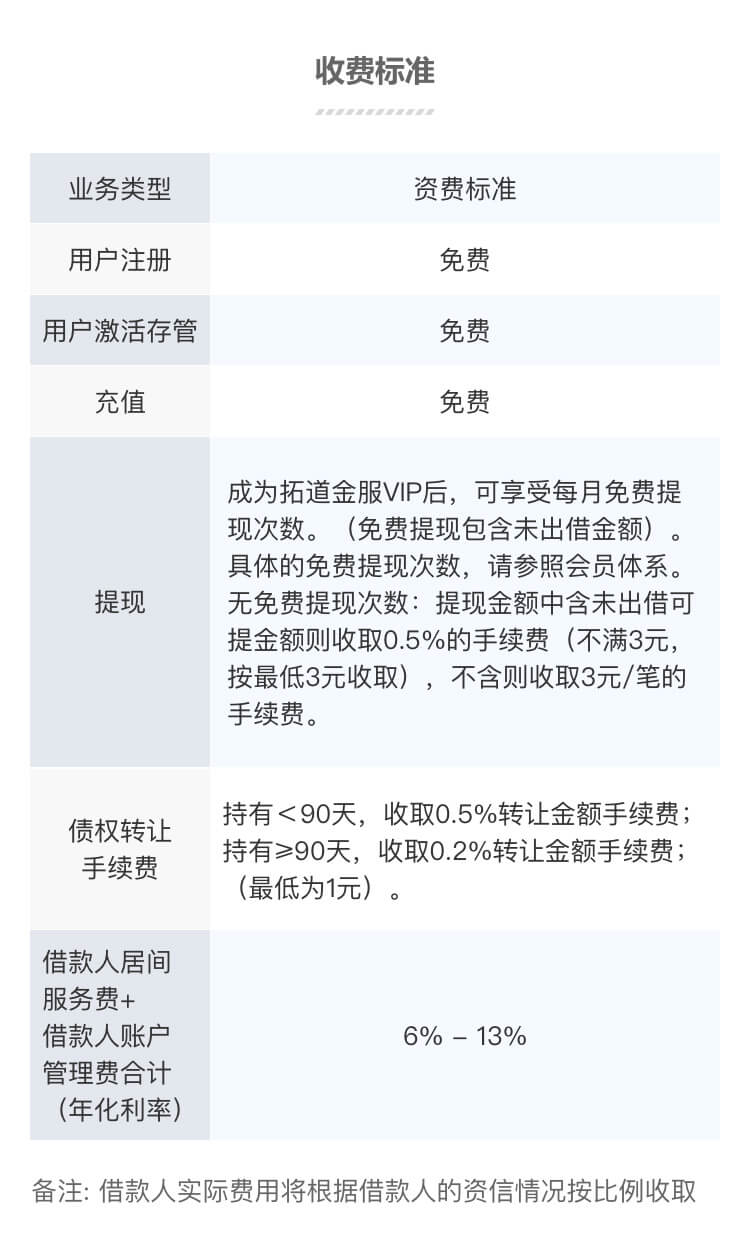 收费标准
业务类型
资费标准
用户注册
免费
用户激活存管
免费
充值
免费
提现
成为拓道金服VIP后，可享受每月免费提
现次数。（免费提现包含未出借金额）。
具体的免费提现次数，请参照会员体系。
无免费提现次数：提现金额中含未出借可
提金额则收取0.5%的手续费（不满3元，
按最低3元收取），不含则收取3元/笔的
手续费。
债权转让
手续费
持有＜90天，收取0.5%转让金额手续费；
持有≥90天，收取0.2%转让金额手续费；
（最低为1元）。
借款人居间
服务费+
借款人账户
管理费合计
（年化利率）
6% – 13%
备注: 借款人实际费用将根据借款人的资信情况按比例收取